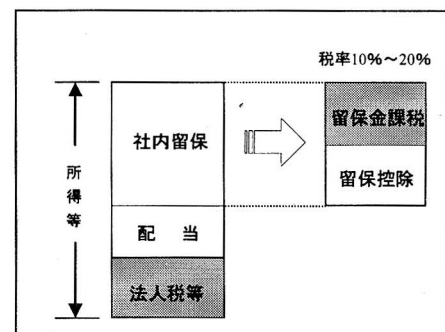 税率10%~20%
社内留保
留保金課税
留保控除
所得等
配 当
法人税等